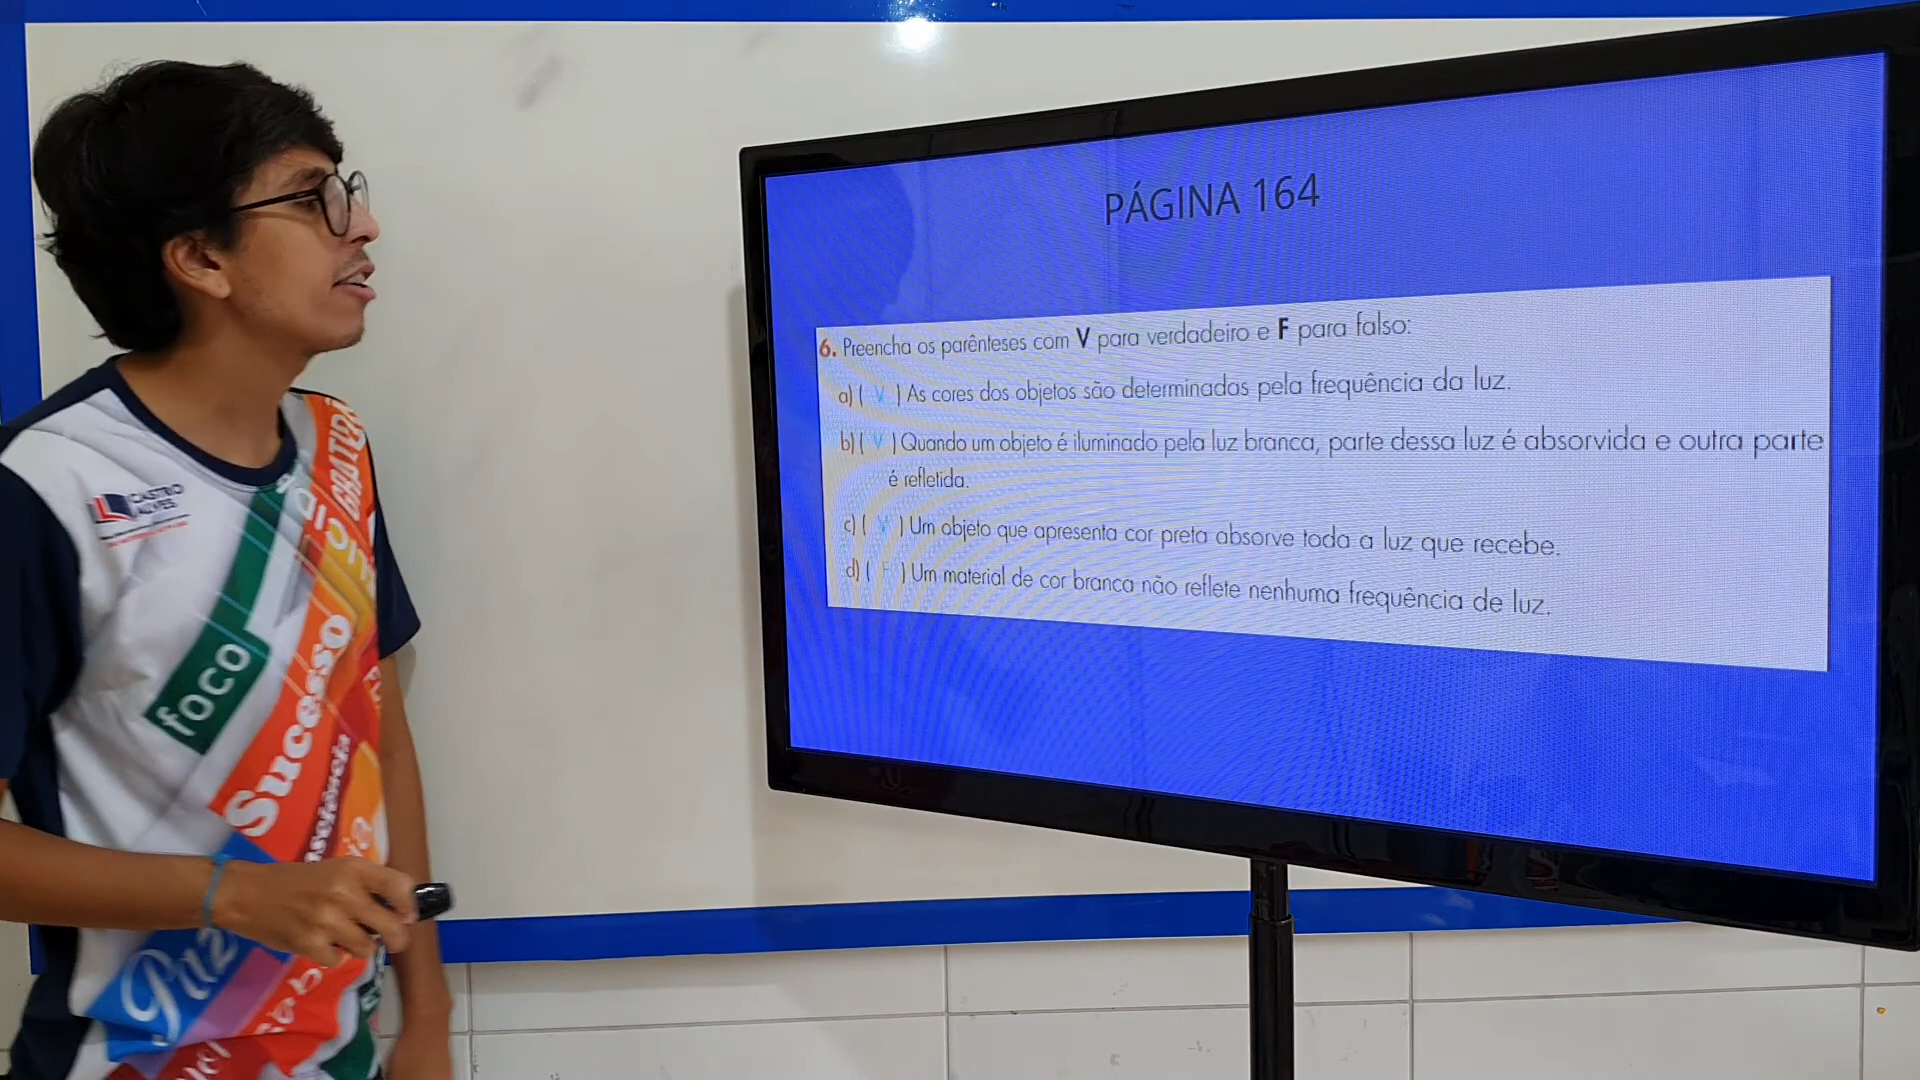 PÁGINA 164
6. Preencha os parênteses com V para verdadeiro e F para falso:
a) ( V ) As cores dos objetos são determinadas pela frequência da luz.
b) ( V ) Quando um objeto é iluminado pela luz branca, parte dessa luz é absorvida e outra parte
é refletida.
c) ( V ) Um objeto que apresenta cor preta absorve toda a luz que recebe.
d) ( F ) Um material de cor branca não reflete nenhuma frequência de luz.
CASTRO
ALVES
foco
Sucesso
Paz